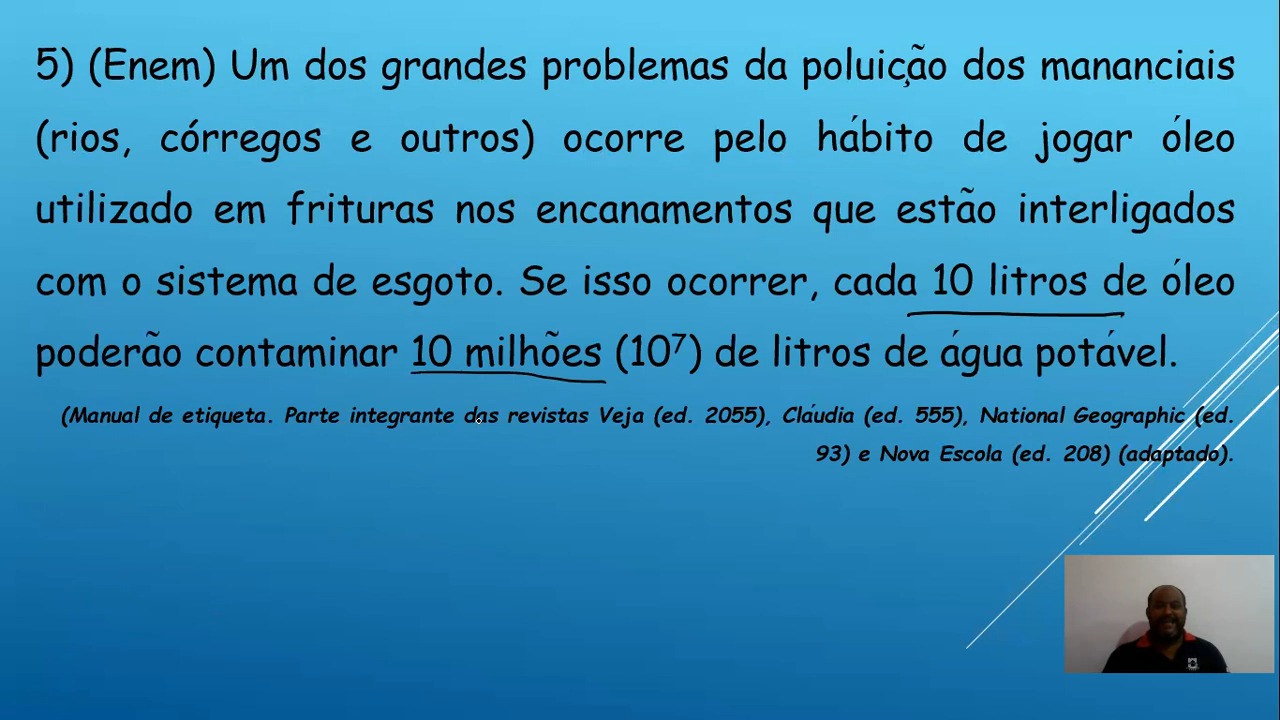 5) (Enem) Um dos grandes problemas da poluição dos mananciais
(rios, córregos e outros) ocorre pelo hábito de jogar óleo
utilizado em frituras nos encanamentos que estão interligados
com o sistema de esgoto. Se isso ocorrer, cada 10 litros de óleo
poderão contaminar 10 milhões (10⁷) de litros de água potável.
(Manual de etiqueta. Parte integrante das revistas Veja (ed. 2055), Cláudia (ed. 555), National Geographic (ed.
93) e Nova Escola (ed. 208) (adaptado).